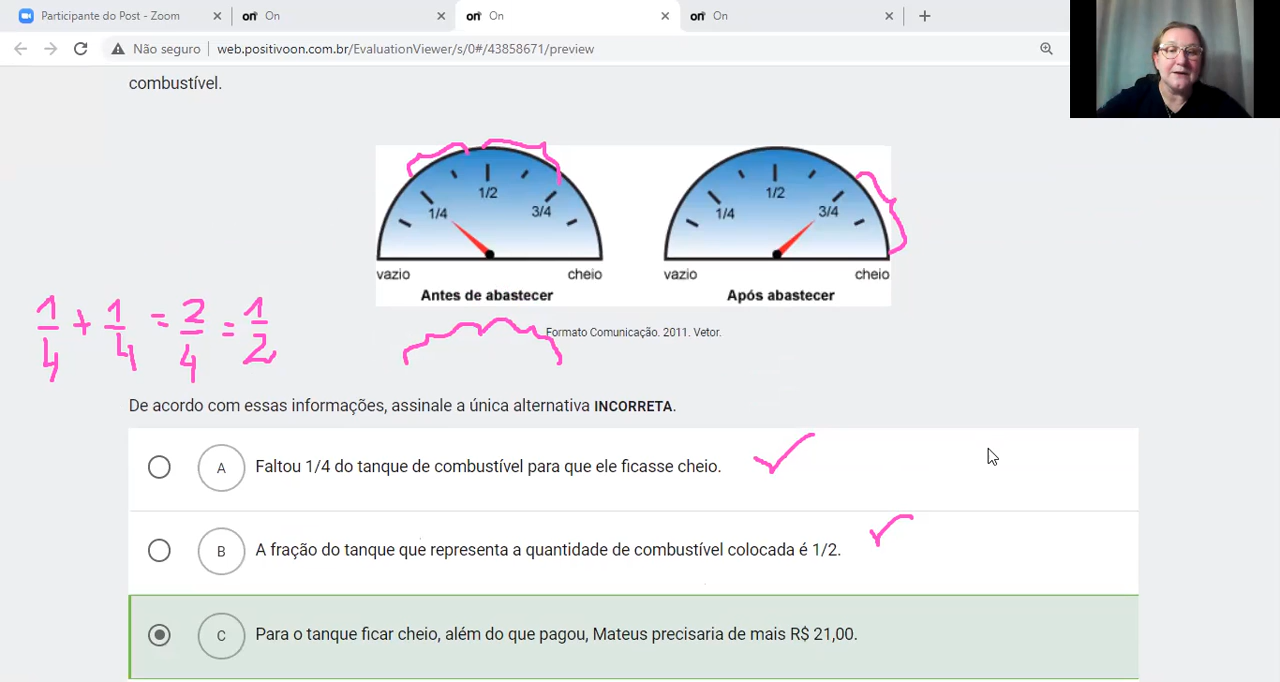 Participante do Post - Zoom × on On × on On × on On × +
Não seguro | web.positivoon.com.br/EvaluationViewer/s/0#/43858671/preview
combustível.
1/4 1/2 3/4 1/4 1/2 3/4
vazio cheio vazio cheio
Antes de abastecer Após abastecer
1/4 + 1/4 = 2/4 = 1/2
Formato Comunicação. 2011. Vetor.
De acordo com essas informações, assinale a única alternativa INCORRETA.
A Faltou 1/4 do tanque de combustível para que ele ficasse cheio.
B A fração do tanque que representa a quantidade de combustível colocada é 1/2.
C Para o tanque ficar cheio, além do que pagou, Mateus precisaria de mais R$ 21,00.